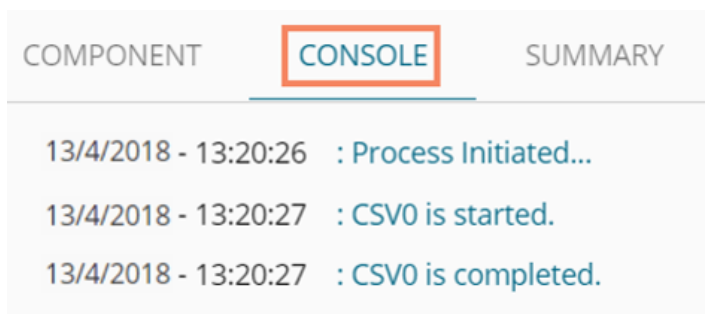 COMPONENT CONSOLE SUMMARY
13/4/2018 - 13:20:26 : Process Initiated...
13/4/2018 - 13:20:27 : CSV0 is started.
13/4/2018 - 13:20:27 : CSV0 is completed.